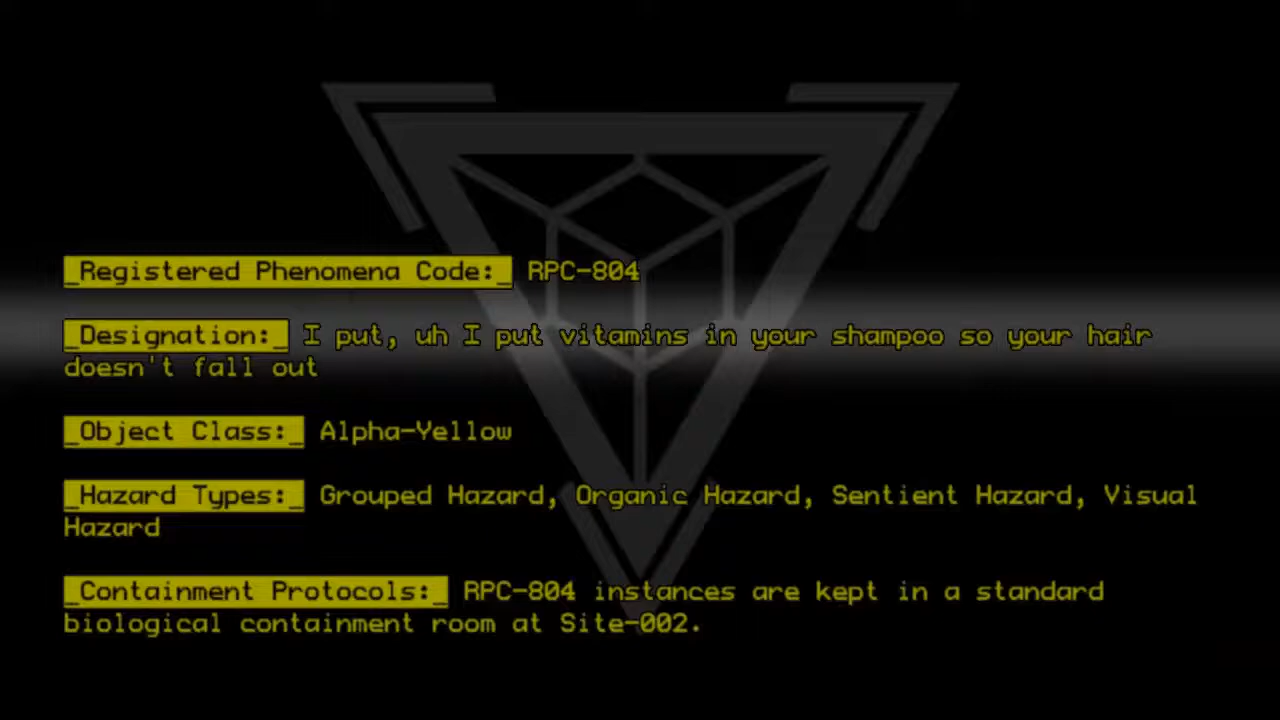 _Registered Phenomena Code:_ RPC-804
_Designation:_ I put, uh I put vitamins in your shampoo so your hair
doesn't fall out
_Object Class:_ Alpha-Yellow
_Hazard Types:_ Grouped Hazard, Organic Hazard, Sentient Hazard, Visual
Hazard
_Containment Protocols:_ RPC-804 instances are kept in a standard
biological containment room at Site-002.